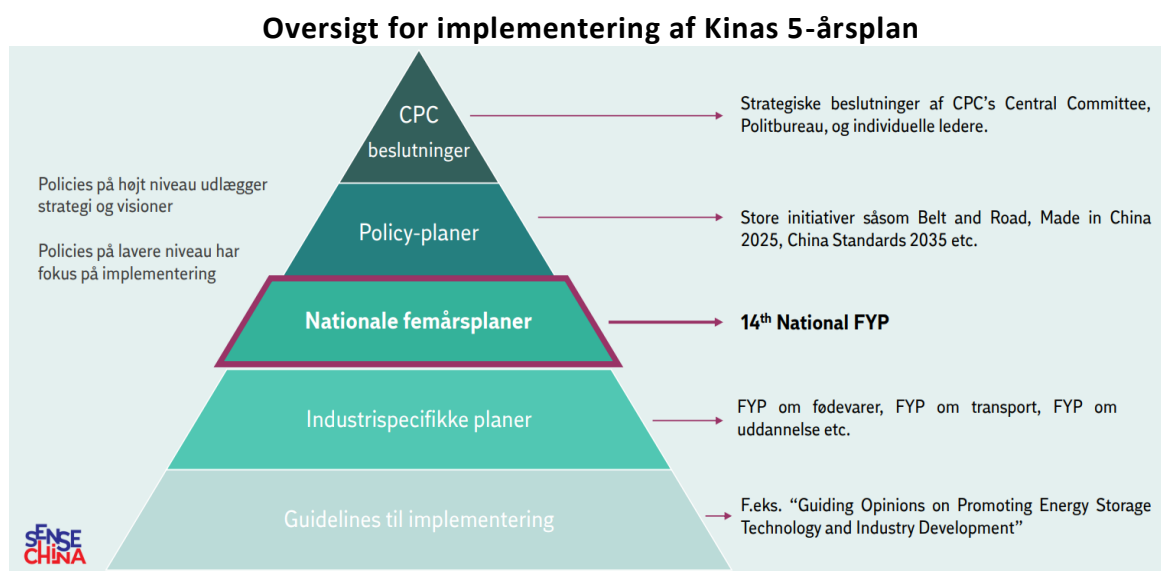 Oversigt for implementering af Kinas 5-årsplan
CPC
beslutninger
Strategiske beslutninger af CPC's Central Committee,
Politbureau, og individuelle ledere.
Policies på højt niveau udlægger
strategi og visioner
Policies på lavere niveau har
fokus på implementering
Policy-planer
Store initiativer såsom Belt and Road, Made in China
2025, China Standards 2035 etc.
Nationale femårsplaner
14th National FYP
Industrispecifikke planer
FYP om fødevarer, FYP om transport, FYP om
uddannelse etc.
Guidelines til implementering
F.eks. “Guiding Opinions on Promoting Energy Storage
Technology and Industry Development”
SENSE
CHINA